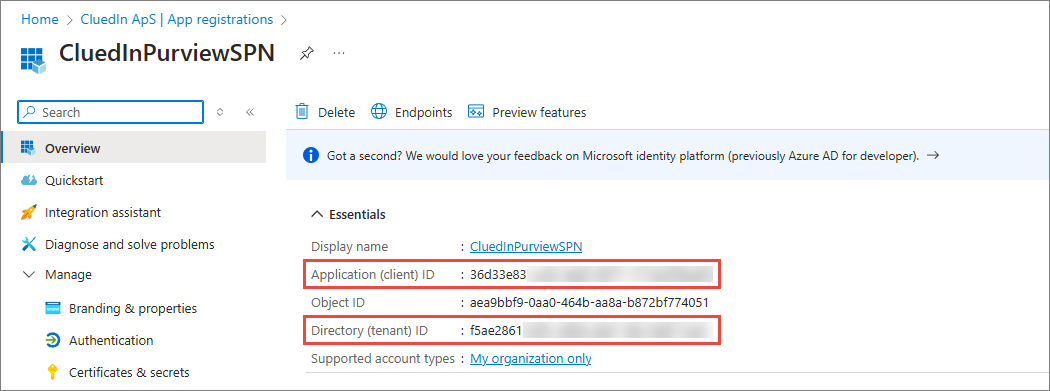 Home > CluedIn ApS | App registrations >
CluedInPurviewSPN
Search
Delete Endpoints Preview features
Overview
Got a second? We would love your feedback on Microsoft identity platform (previously Azure AD for developer). →
Quickstart
Integration assistant
Essentials
Diagnose and solve problems
Display name : CluedInPurviewSPN
Manage
Application (client) ID : 36d33e83
Branding & properties
Object ID : aea9bbf9-0aa0-464b-aa8a-b872bf774051
Authentication
Directory (tenant) ID : f5ae2861
Certificates & secrets
Supported account types : My organization only